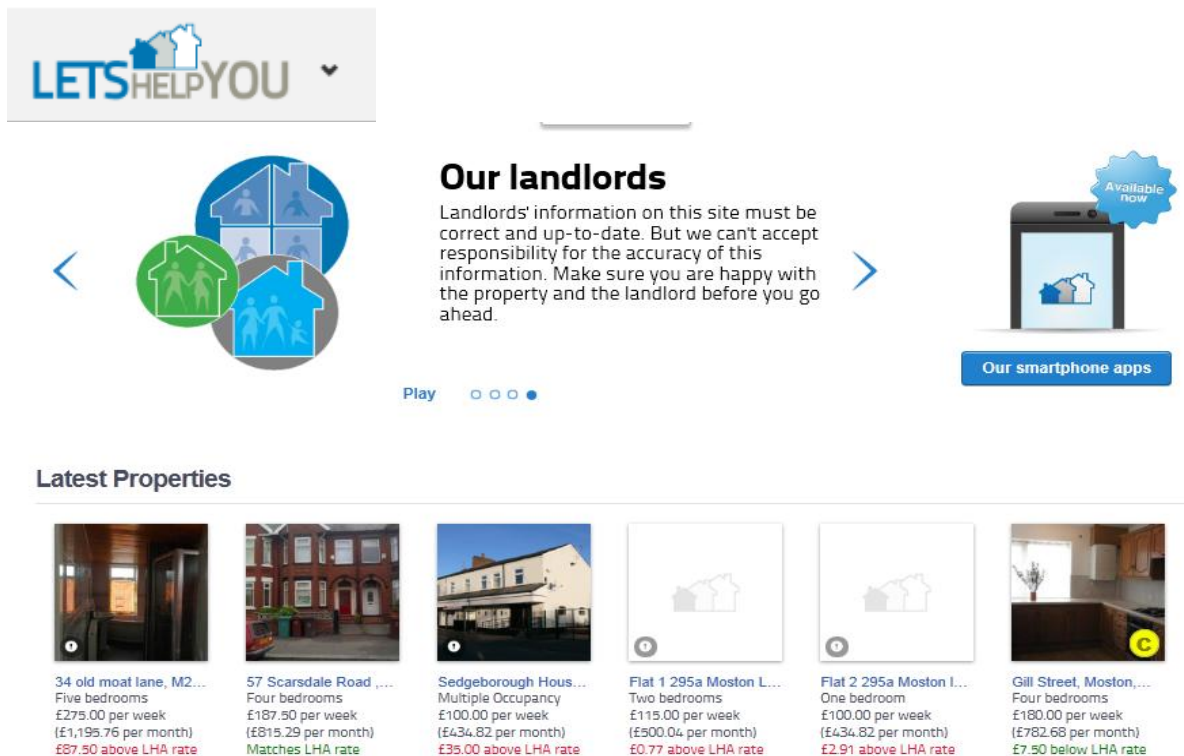 LETSHELPYOU
Our landlords
Landlords' information on this site must be
correct and up-to-date. But we can't accept
responsibility for the accuracy of this
information. Make sure you are happy with
the property and the landlord before you go
ahead.
Available
now
Our smartphone apps
Play
Latest Properties
34 old moat lane, M2...
Five bedrooms
£275.00 per week
(£1,195.76 per month)
£87.50 above LHA rate
57 Scarsdale Road ,...
Four bedrooms
£187.50 per week
(£815.29 per month)
Matches LHA rate
Sedgeborough Hous...
Multiple Occupancy
£100.00 per week
(£434.82 per month)
£35.00 above LHA rate
Flat 1 295a Moston L...
Two bedrooms
£115.00 per week
(£500.04 per month)
£0.77 above LHA rate
Flat 2 295a Moston l...
One bedroom
£100.00 per week
(£434.82 per month)
£2.91 above LHA rate
C
Gill Street, Moston,...
Four bedrooms
£180.00 per week
(£782.68 per month)
£7.50 below LHA rate